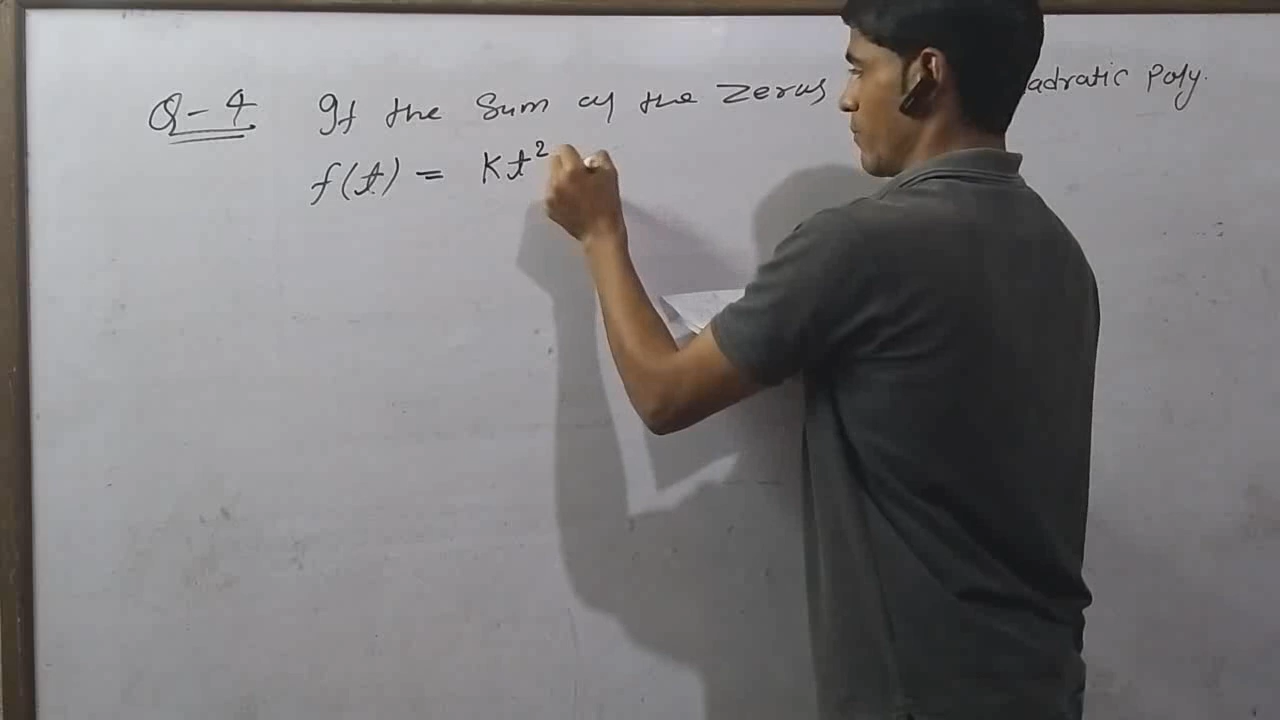 Q-4 If the Sum of the Zeros adratic Poly.
f(t) = Kt²